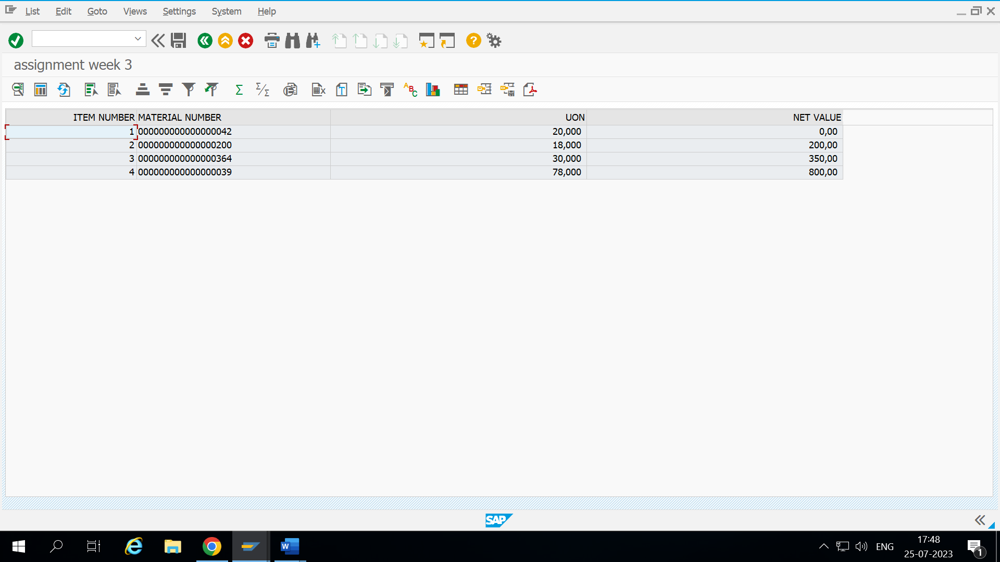 List Edit Goto Views Settings System Help
assignment week 3
ITEM NUMBER MATERIAL NUMBER UON NET VALUE
1 000000000000000042 20,000 0,00
2 000000000000000200 18,000 200,00
3 000000000000000364 30,000 350,00
4 000000000000000039 78,000 800,00
SAP
ENG
17:48
25-07-2023
1